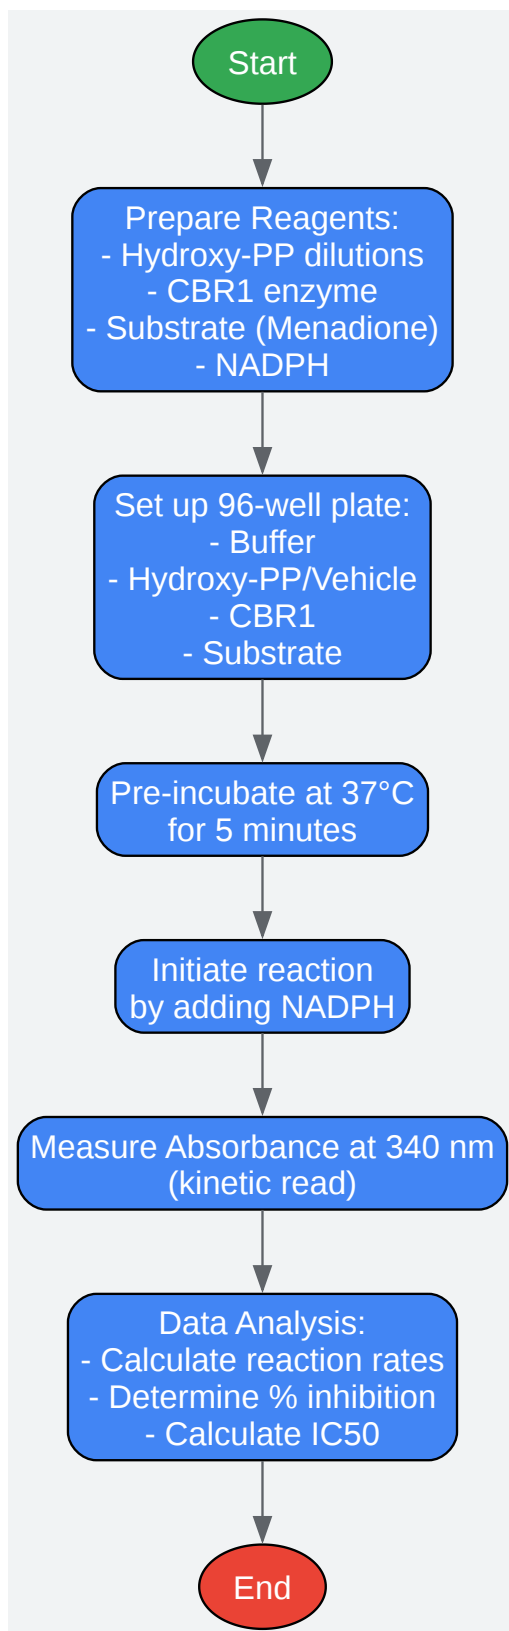 Start
Prepare Reagents:
- Hydroxy-PP dilutions
- CBR1 enzyme
- Substrate (Menadione)
- NADPH
Set up 96-well plate:
- Buffer
- Hydroxy-PP/Vehicle
- CBR1
- Substrate
Pre-incubate at 37°C
for 5 minutes
Initiate reaction
by adding NADPH
Measure Absorbance at 340 nm
(kinetic read)
Data Analysis:
- Calculate reaction rates
- Determine % inhibition
- Calculate IC50
End